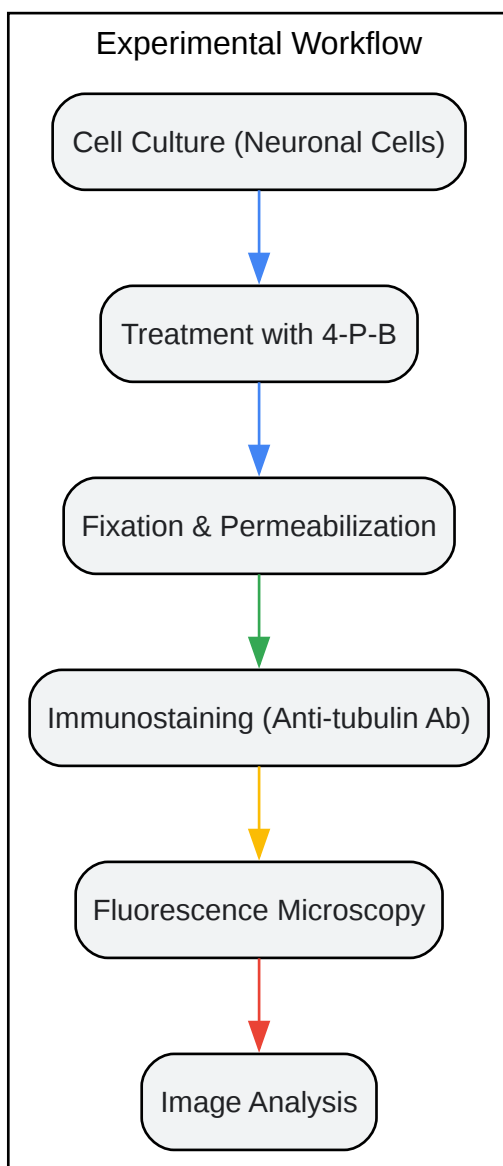 Experimental Workflow
Cell Culture (Neuronal Cells)
Treatment with 4-P-B
Fixation & Permeabilization
Immunostaining (Anti-tubulin Ab)
Fluorescence Microscopy
Image Analysis